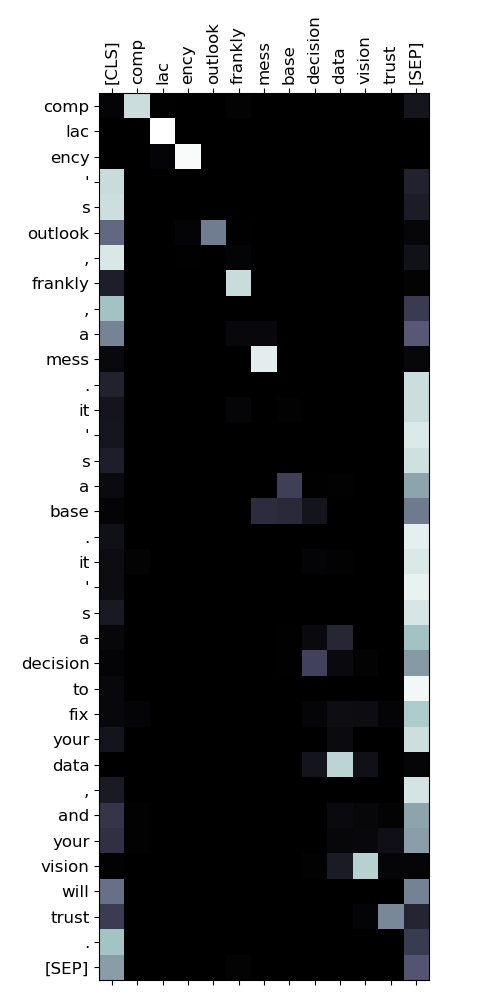 [CLS] comp lac ency outlook frankly mess base decision data vision trust [SEP]
comp
lac
ency
'
s
outlook
,
frankly
,
a
mess
.
it
'
s
a
base
.
it
'
s
a
decision
to
fix
your
data
,
and
your
vision
will
trust
.
[SEP]